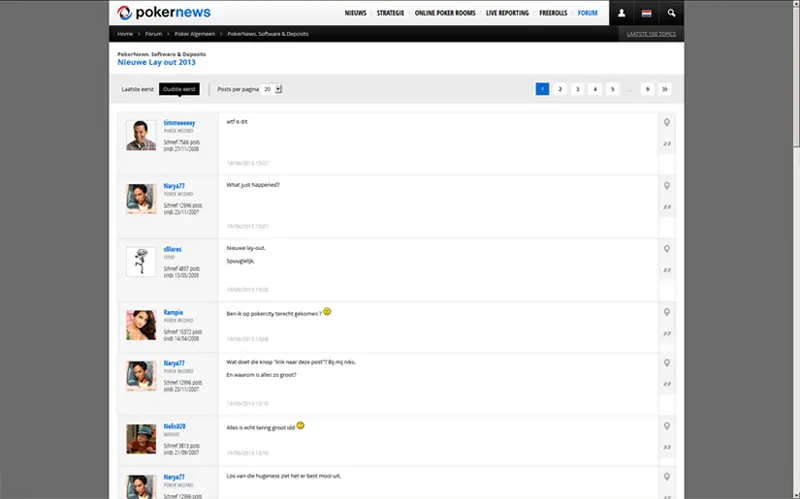 pokernews
NIEUWS STRATEGIE ONLINE POKER ROOMS LIVE REPORTING FREEROLLS FORUM
Home › Forum › Poker Algemeen › PokerNews, Software & Deposits
LAATSTE 100 TOPICS
PokerNews, Software & Deposits
Nieuwe Lay out 2013
Laatste eerst Oudste eerst Posts per pagina 20
1 2 3 4 5 ... 9 »
timmeeeeey
POKER WIZARD
Schreef 7566 posts
sinds 27/11/2008
wtf is dit
19/06/2013 13:07
Narya77
POKER WIZARD
Schreef 12996 posts
sinds 23/11/2007
What just happened?
19/06/2013 13:07
s0lares
Schreef 4837 posts
sinds 13/05/2009
Nieuwe lay-out.
Spuuglelijk.
19/06/2013 13:08
Rampie
POKER WIZARD
Schreef 15372 posts
sinds 14/04/2008
Ben ik op pokercity terecht gekomen ?
19/06/2013 13:09
Narya77
POKER WIZARD
Schreef 12996 posts
sinds 23/11/2007
Wat doet die knop "link naar deze post"? Bij mij niks.
En waarom is alles zo groot?
19/06/2013 13:10
Nelis020
Schreef 3813 posts
sinds 21/08/2007
Alles is echt tering groot idd
19/06/2013 13:10
Narya77
POKER WIZARD
Schreef 12996 posts
Los van die hugeness ziet het er best mooi uit.